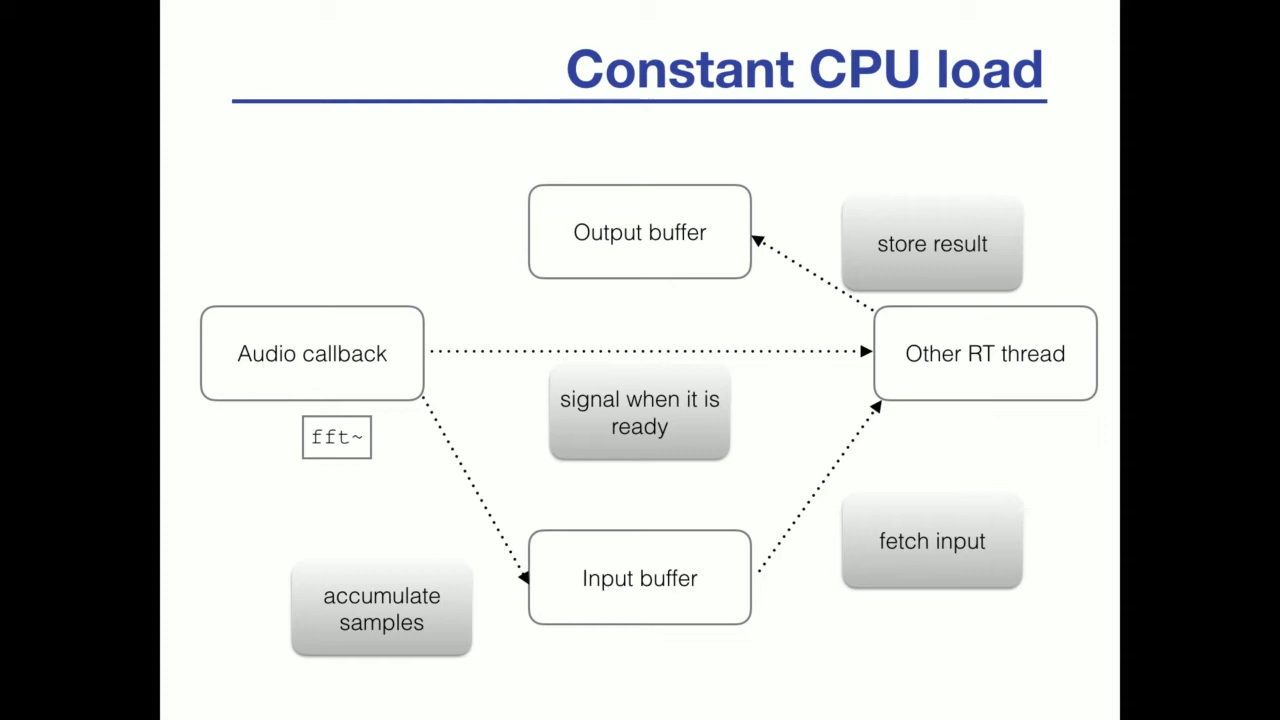 Constant CPU load
Output buffer
store result
Audio callback
Other RT thread
signal when it is
ready
fft~
fetch input
Input buffer
accumulate
samples